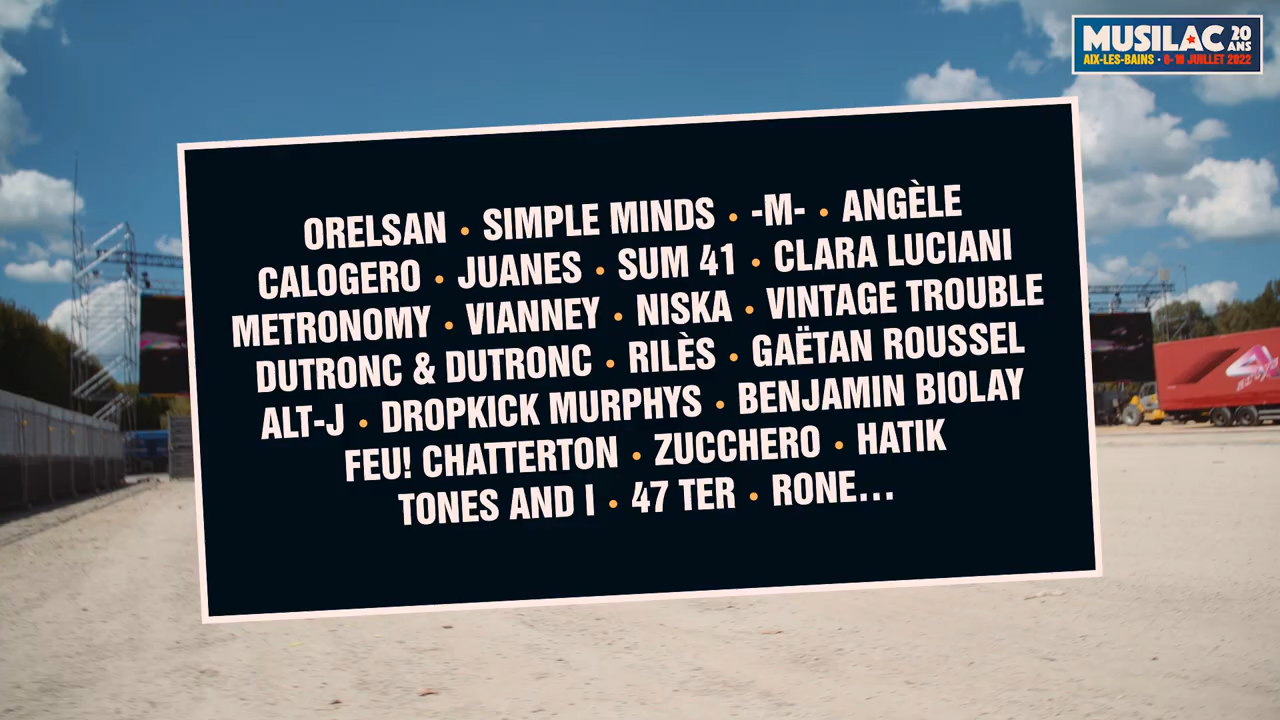 MUSILAC 20 ANS
AIX-LES-BAINS • 6-10 JUILLET 2022
ORELSAN • SIMPLE MINDS • -M- • ANGÈLE
CALOGERO • JUANES • SUM 41 • CLARA LUCIANI
METRONOMY • VIANNEY • NISKA • VINTAGE TROUBLE
DUTRONC & DUTRONC • RILÈS • GAËTAN ROUSSEL
ALT-J • DROPKICK MURPHYS • BENJAMIN BIOLAY
FEU! CHATTERTON • ZUCCHERO • HATIK
TONES AND I • 47 TER • RONE...